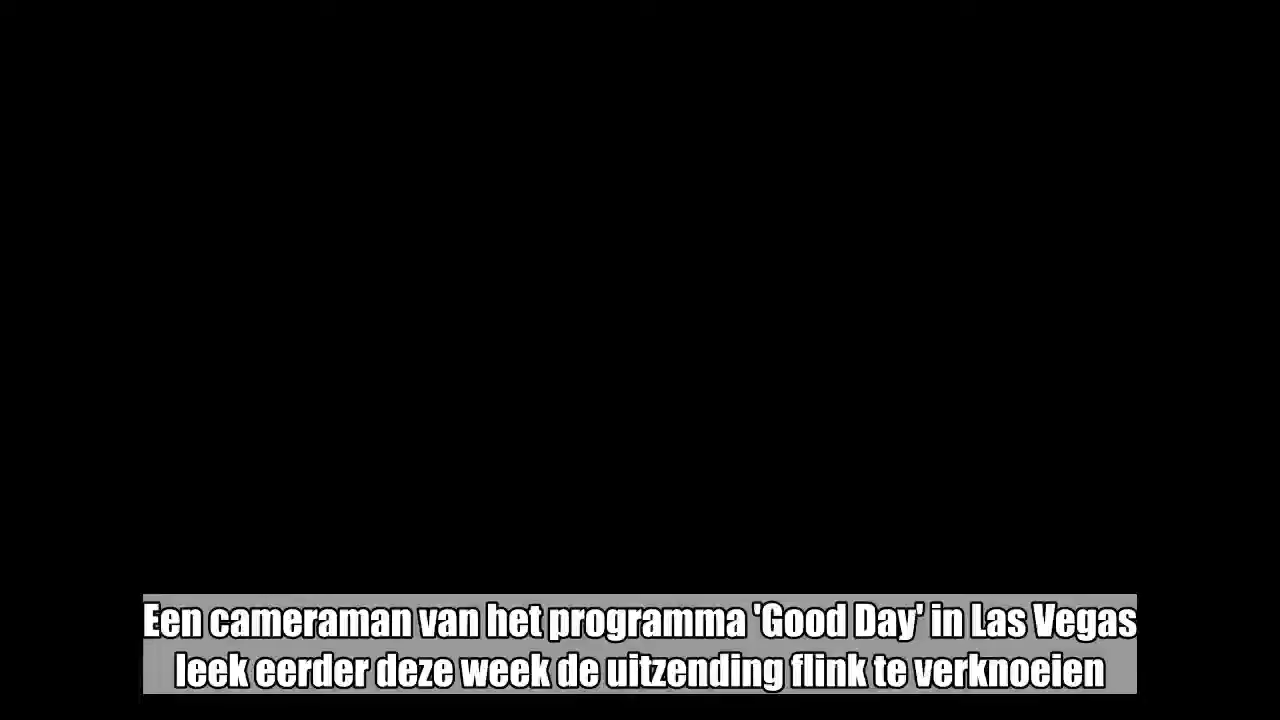 Een cameraman van het programma 'Good Day' in Las Vegas
leek eerder deze week de uitzending flink te verknoeien